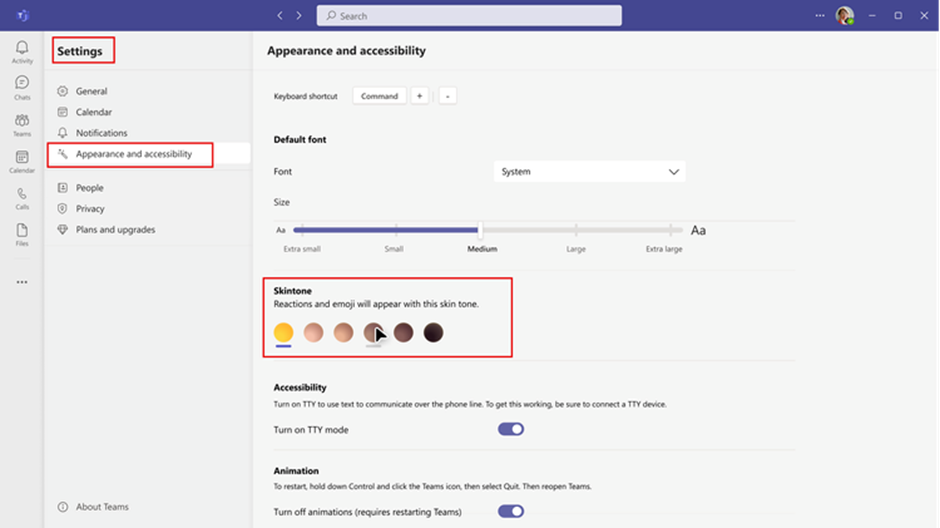 Search
Activity
Chats
Teams
Calendar
Calls
Files
Settings
General
Calendar
Notifications
Appearance and accessibility
People
Privacy
Plans and upgrades
About Teams
Appearance and accessibility
Keyboard shortcut Command + -
Default font
Font System
Size
Aa Aa
Extra small Small Medium Large Extra large
Skintone
Reactions and emoji will appear with this skin tone.
Accessibility
Turn on TTY to use text to communicate over the phone line. To get this working, be sure to connect a TTY device.
Turn on TTY mode
Animation
To restart, hold down Control and click the Teams icon, then select Quit. Then reopen Teams.
Turn off animations (requires restarting Teams)